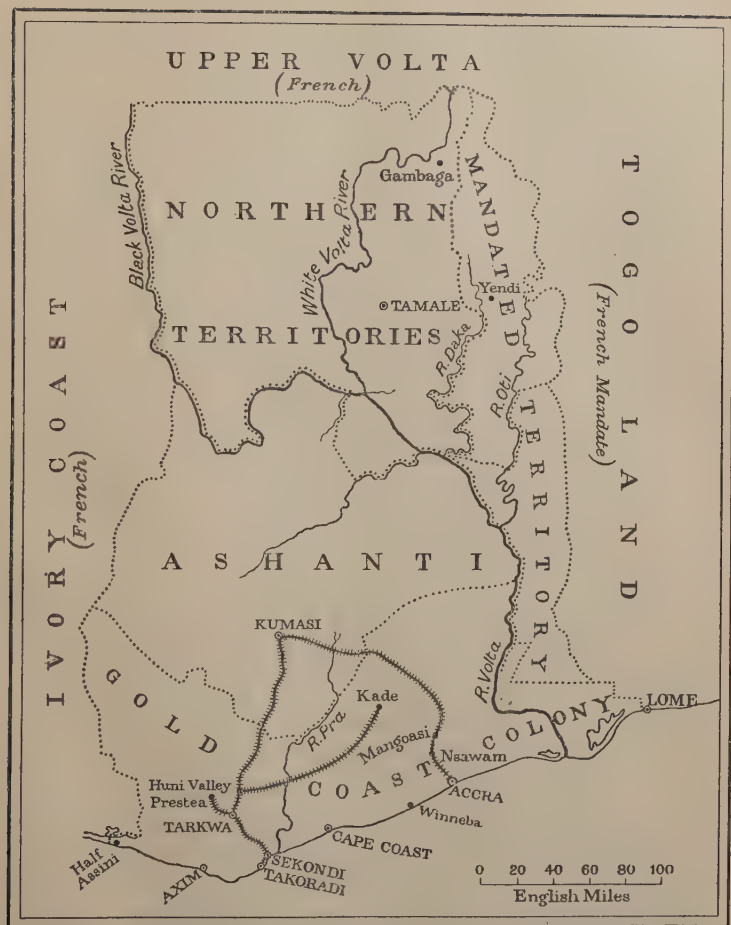 UPPER VOLTA
(French)
Black Volta River
Gambaga
MANDATED
TERRITORY
TOGOLAND
(French Mandate)
NORTHERN
TERRITORIES
White Volta River
Yendi
TAMALE
R. Daka
R. Oti
IVORY COAST
(French)
ASHANTI
KUMASI
R. Volta
GOLD
COAST
COLONY
LOME
Kade
R. Pra
Mangoasi
Nsawam
Huni Valley
Prestea
ACCRA
TARKWA
Winneba
CAPE COAST
Half
Assini
SEKONDI
TAKORADI
AXIM
0 20 40 60 80 100
English Miles